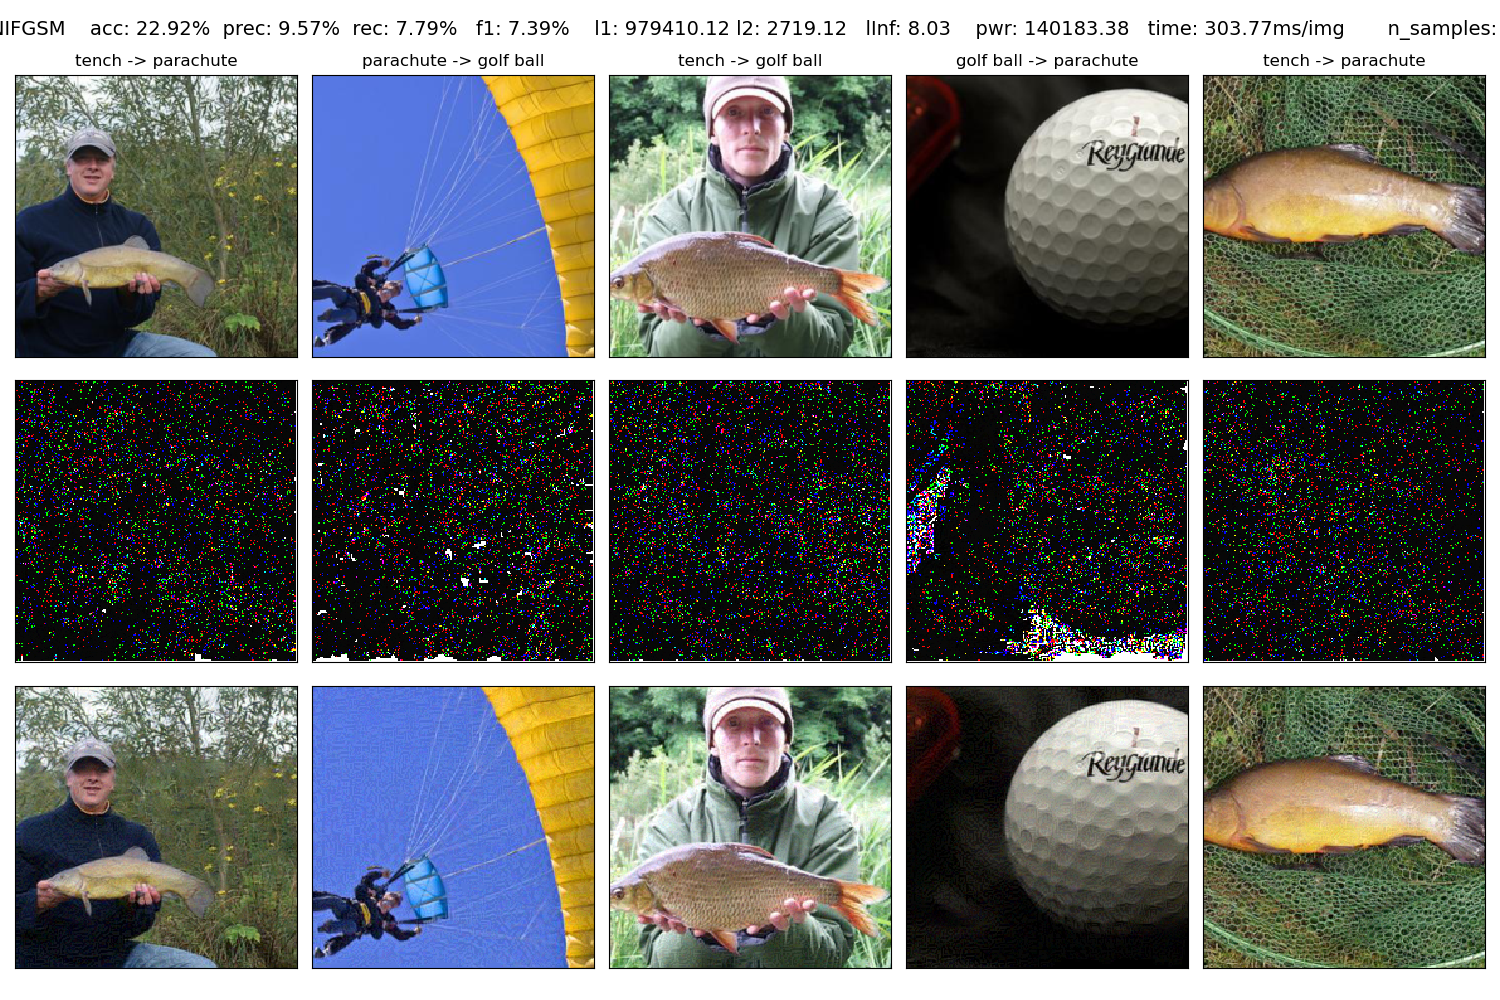 NIFGSM    acc: 22.92%  prec: 9.57%  rec: 7.79%   f1: 7.39%    l1: 979410.12 l2: 2719.12   lInf: 8.03    pwr: 140183.38   time: 303.77ms/img       n_samples:
tench -> parachute
parachute -> golf ball
tench -> golf ball
golf ball -> parachute
tench -> parachute
ReyGrande
ReyGrande